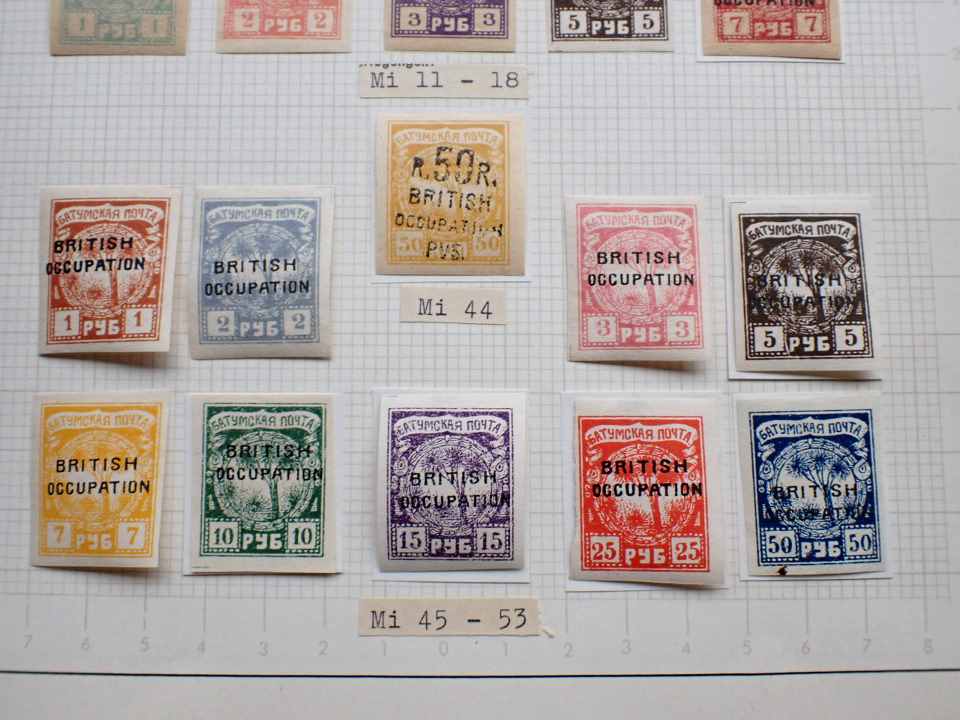 1 РУБ 1
2 РУБ 2
3 РУБ 3
5 РУБ 5
7 РУБ 7
OCCUPATION
Mi 11 - 18
БАТУМСКАЯ ПОЧТА
R.50R.
BRITISH
OCCUPATION
РУБ.
50 50
БАТУМСКАЯ ПОЧТА
BRITISH
OCCUPATION
1 РУБ 1
БАТУМСКАЯ ПОЧТА
BRITISH
OCCUPATION
2 РУБ 2
Mi 44
БАТУМСКАЯ ПОЧТА
BRITISH
OCCUPATION
3 РУБ 3
БАТУМСКАЯ ПОЧТА
BRITISH
OCCUPATION
5 РУБ 5
БАТУМСКАЯ ПОЧТА
BRITISH
OCCUPATION
7 РУБ 7
БАТУМСКАЯ ПОЧТА
BRITISH
OCCUPATION
10 РУБ 10
БАТУМСКАЯ ПОЧТА
BRITISH
OCCUPATION
15 РУБ 15
БАТУМСКАЯ ПОЧТА
BRITISH
OCCUPATION
25 РУБ 25
БАТУМСКАЯ ПОЧТА
BRITISH
OCCUPATION
50 РУБ 50
Mi 45 - 53
7 6 5 4 3 2 1 0 1 2 3 4 5 6 7 8